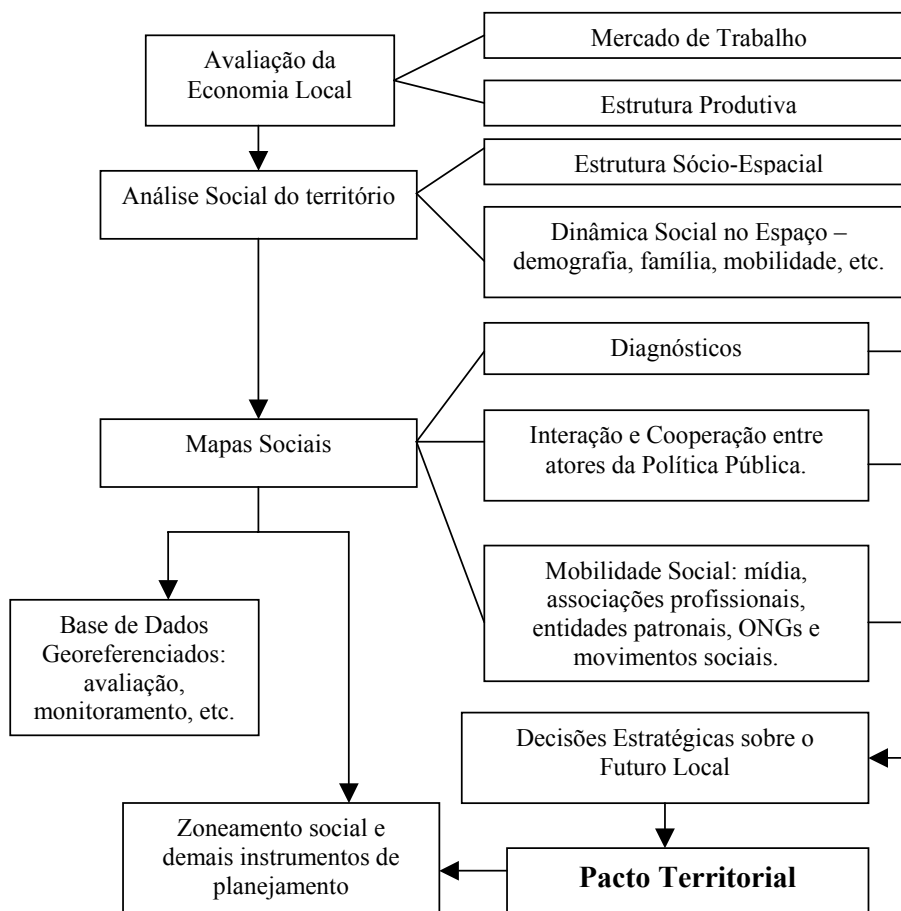 Avaliação da
Economia Local
Mercado de Trabalho
Estrutura Produtiva
Análise Social do território
Estrutura Sócio-Espacial
Dinâmica Social no Espaço –
demografia, família, mobilidade, etc.
Mapas Sociais
Diagnósticos
Interação e Cooperação entre
atores da Política Pública.
Mobilidade Social: mídia,
associações profissionais,
entidades patronais, ONGs e
movimentos sociais.
Base de Dados
Georeferenciados:
avaliação,
monitoramento, etc.
Decisões Estratégicas sobre o
Futuro Local
Zoneamento social e
demais instrumentos de
planejamento
Pacto Territorial